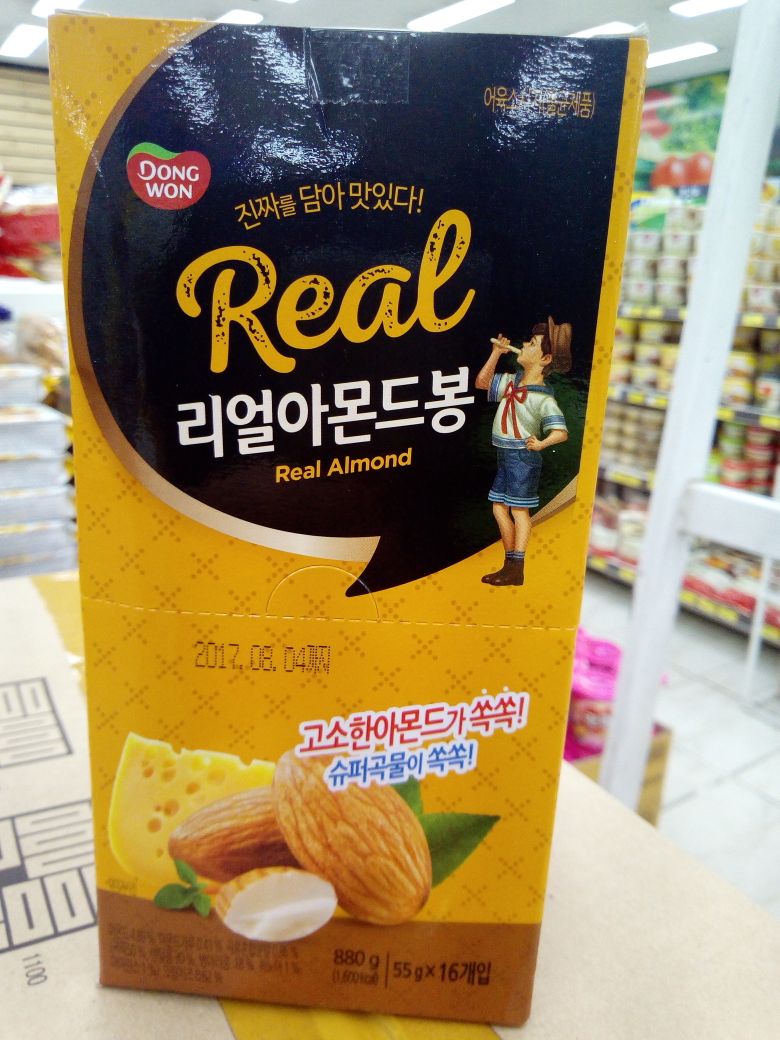 DONG
WON
진짜를 담아 맛있다!
Real
리얼아몬드봉
Real Almond
2017. 08. 04까지
고소한아몬드가 쏙쏙!
슈퍼곡물이 쏙쏙!
880 g
55 g × 16개입
1100